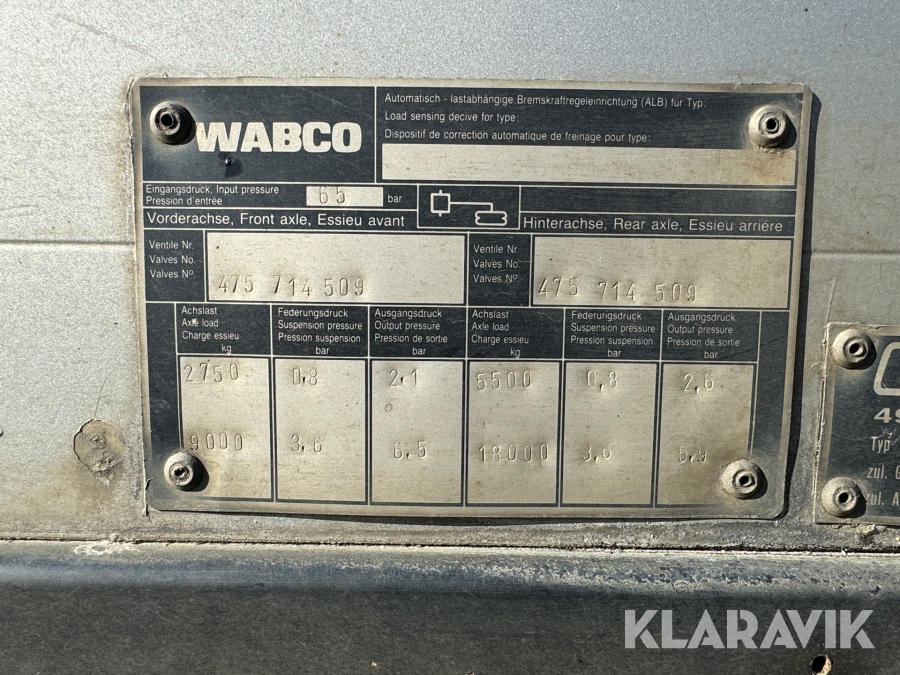 WABCO
Automatisch - lastabhängige Bremskraftregeleinrichtung (ALB) für Typ:
Load sensing decive for type:
Dispositif de correction automatique de freinage pour type:
Eingangsdruck, Input pressure
Pression d'entrée
65 bar
Vorderachse, Front axle, Essieu avant
Hinterachse, Rear axle, Essieu arrière
Ventile Nr.
Valves No.
Valves Nº.
475 714 509
Ventile Nr.
Valves No.
Valves Nº.
475 714 509
Achslast
Axle load
Charge essieu
kg
Federungsdruck
Suspension pressure
Pression suspension
bar
Ausgangsdruck
Output pressure
Pression de sortie
bar
Achslast
Axle load
Charge essieu
kg
Federungsdruck
Suspension pressure
Pression suspension
bar
Ausgangsdruck
Output pressure
Pression de sortie
bar
2750 0,8 2,1 5500 0,8 2,6
9000 3,6 6,5 18000 3,6 5,9
49
Typ
zul. G
zul. A
KLARAVIK